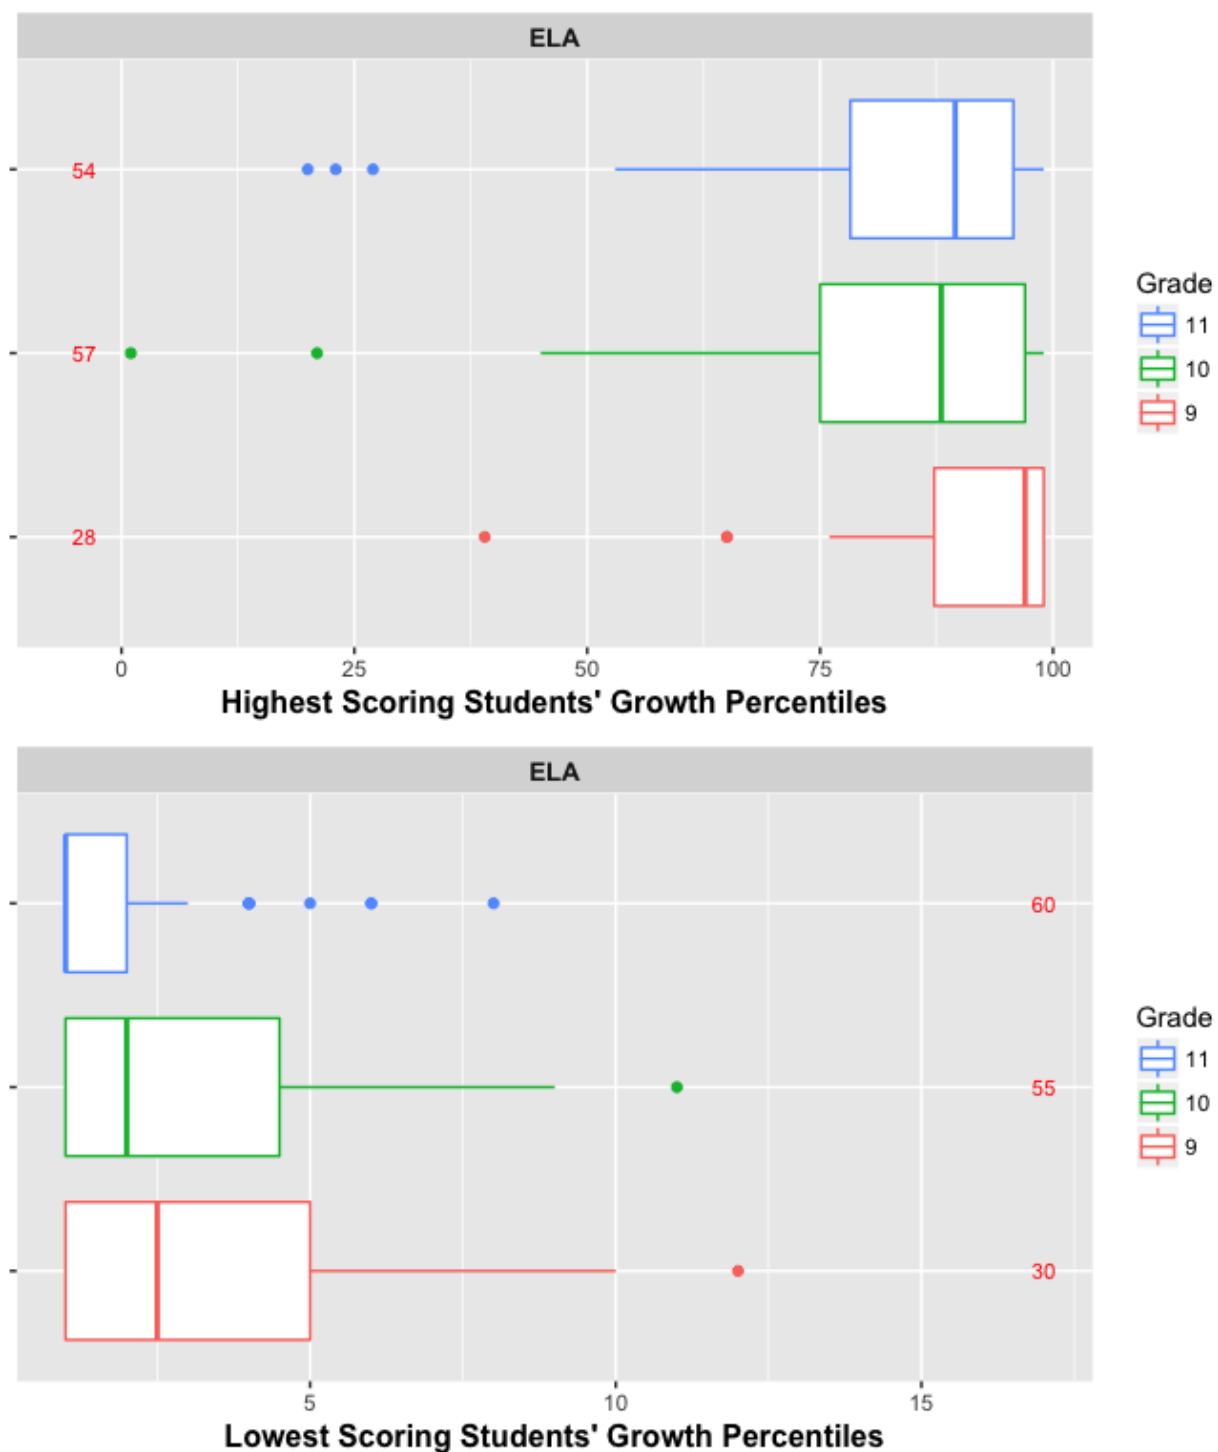 ELA
54
57
28
0 25 50 75 100
Highest Scoring Students' Growth Percentiles
Grade
11
10
9
ELA
60
55
30
5 10 15
Lowest Scoring Students' Growth Percentiles
Grade
11
10
9